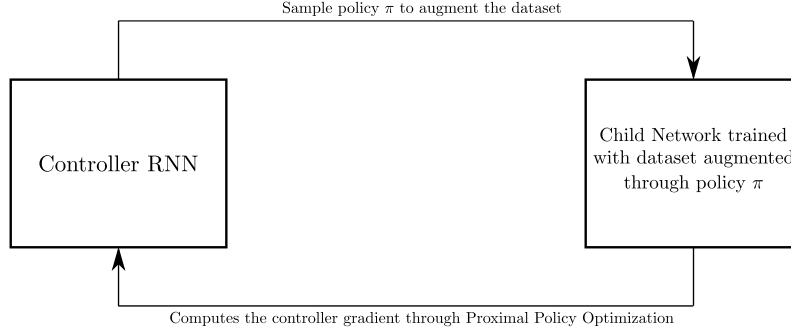 Sample policy π to augment the dataset
Controller RNN
Child Network trained
with dataset augmented
through policy π
Computes the controller gradient through Proximal Policy Optimization